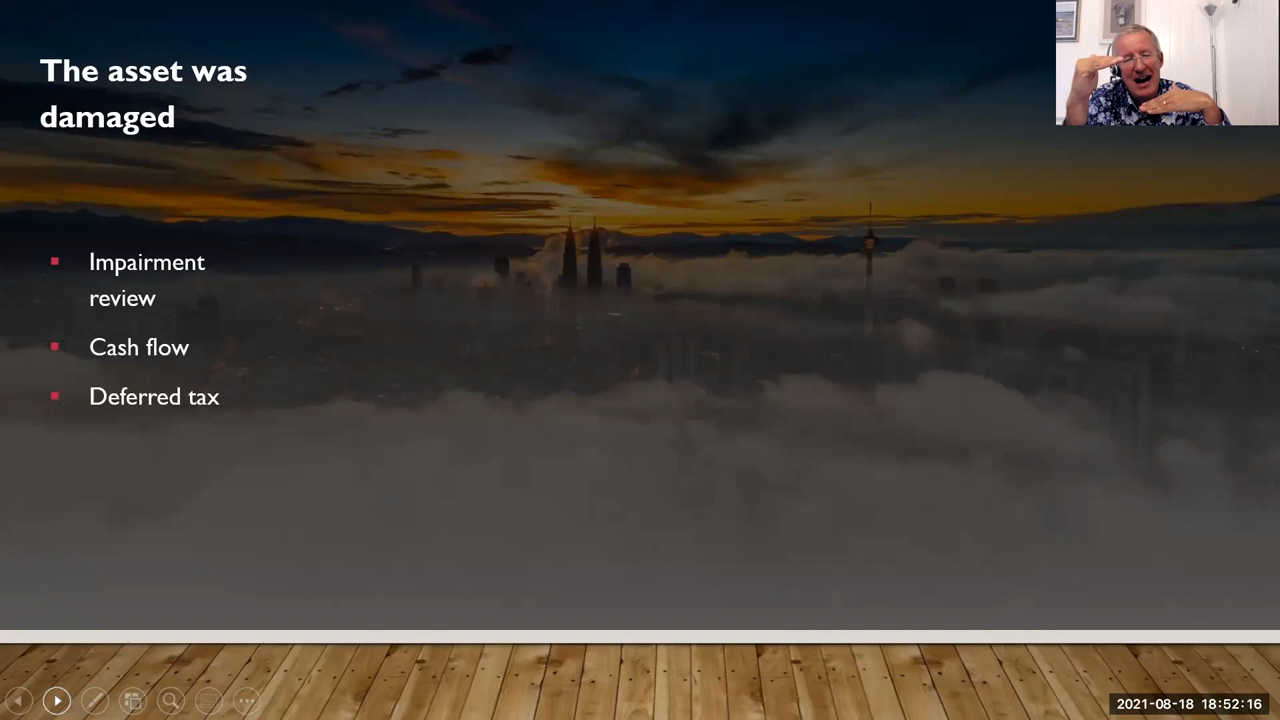 The asset was
damaged
Impairment
review
Cash flow
Deferred tax
2021-08-18 18:52:16